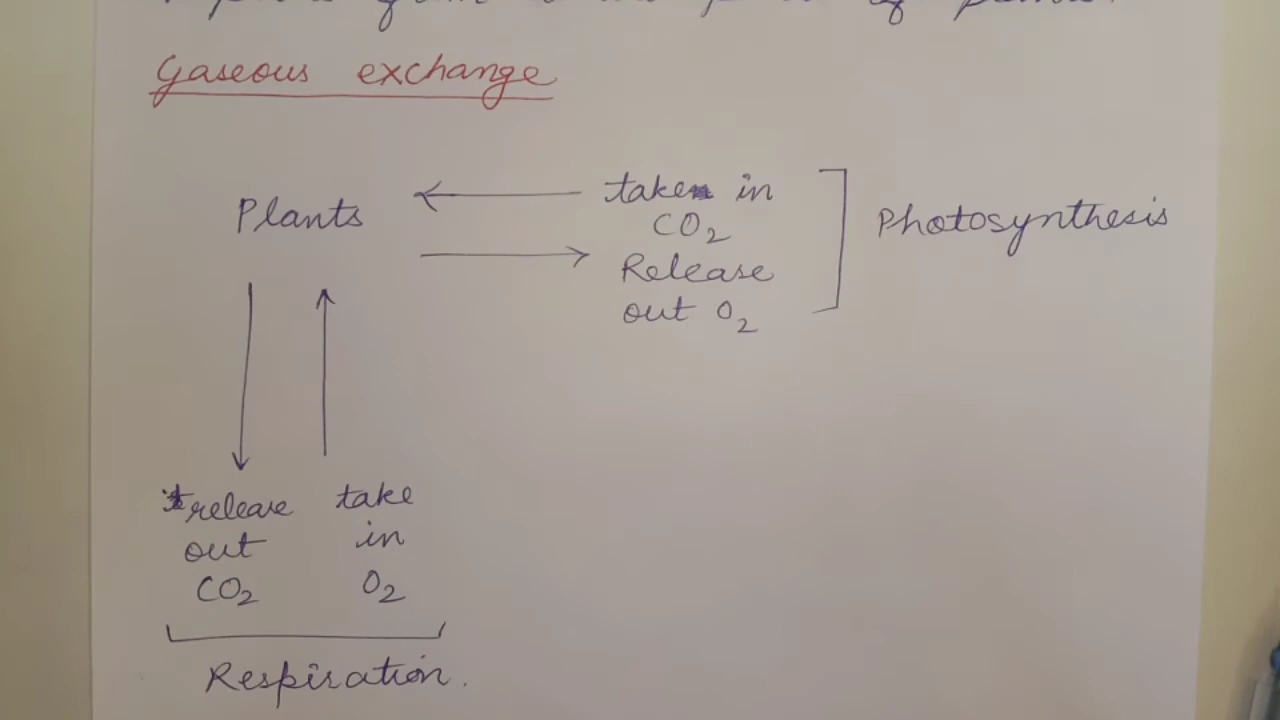 Gaseous exchange
Plants
take in
CO₂
Release
out O₂
Photosynthesis
release
out
CO₂
take
in
O₂
Respiration.